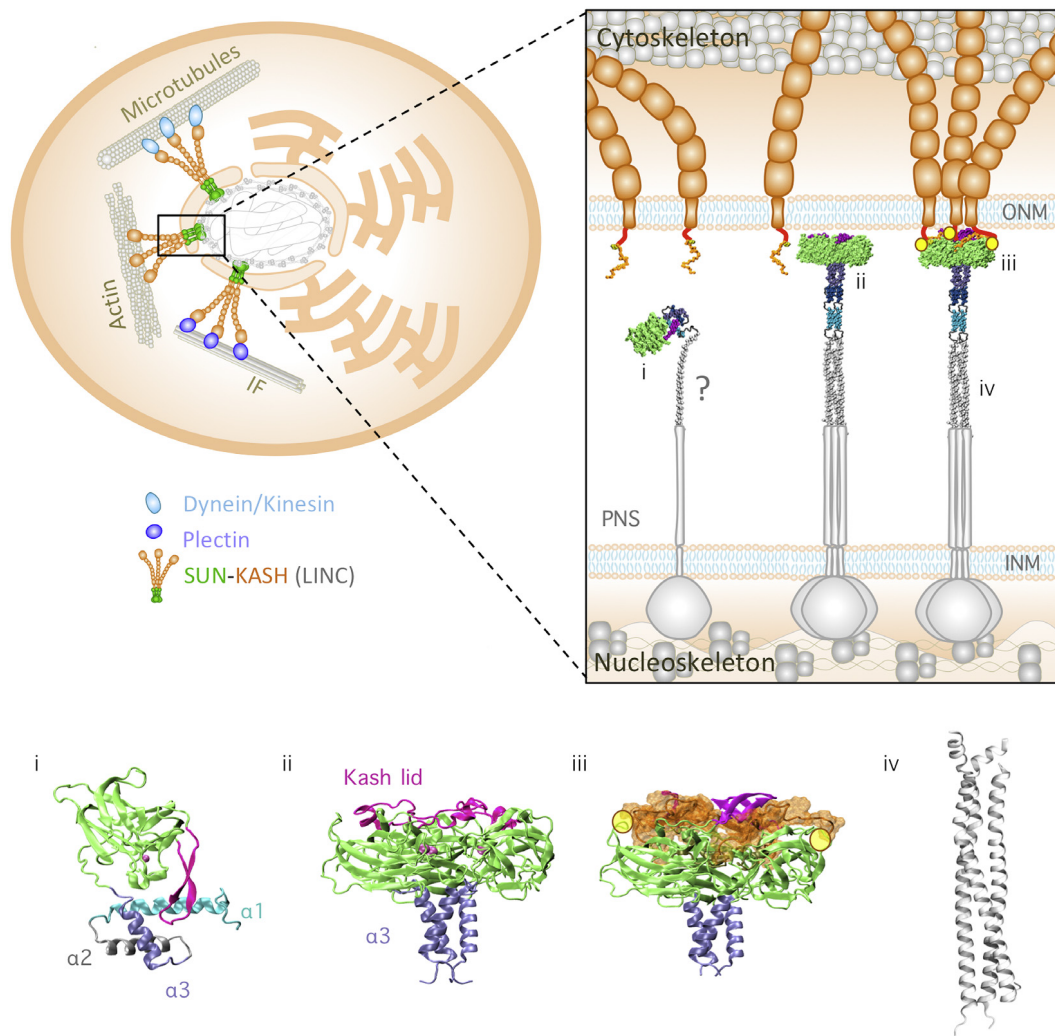 Microtubules
Actin
IF
Dynein/Kinesin
Plectin
SUN-KASH (LINC)
Cytoskeleton
ONM
iii
ii
i
?
iv
PNS
INM
Nucleoskeleton
i
ii
Kash lid
iii
iv
α1
α2
α3
α3